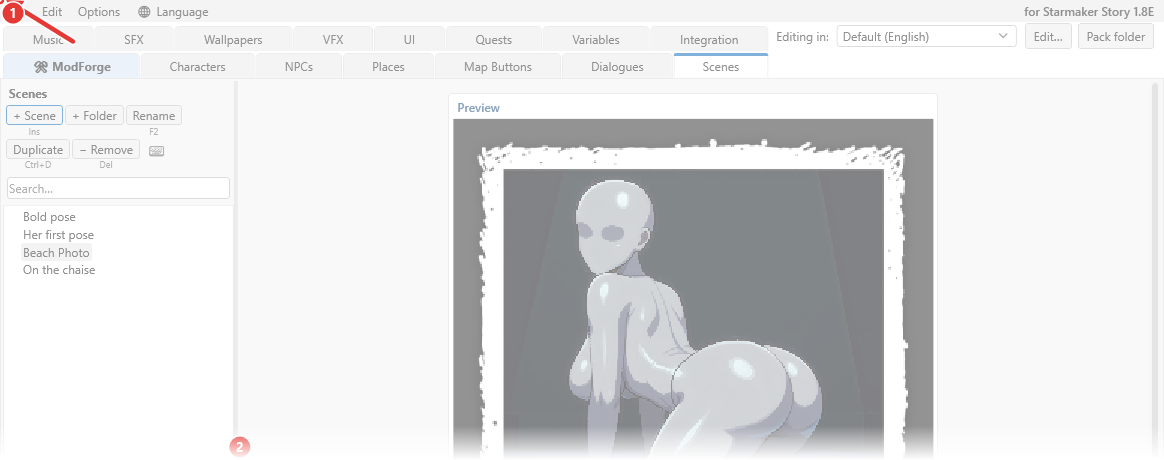 1 Edit Options Language for Starmaker Story 1.8E
Music SFX Wallpapers VFX UI Quests Variables Integration Editing in: Default (English) Edit... Pack folder
ModForge Characters NPCs Places Map Buttons Dialogues Scenes
Scenes
+ Scene + Folder Rename
Ins F2
Duplicate − Remove
Ctrl+D Del
Search...
Bold pose
Her first pose
Beach Photo
On the chaise
Preview
2